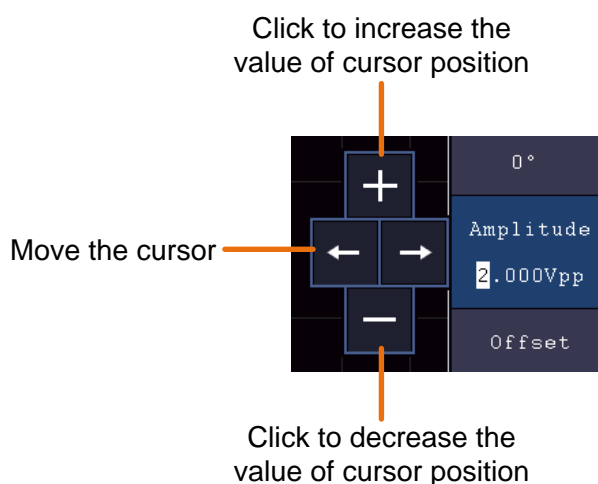 Click to increase the
value of cursor position
+
0°
Amplitude
Move the cursor
← →
2.000Vpp
−
Offset
Click to decrease the
value of cursor position